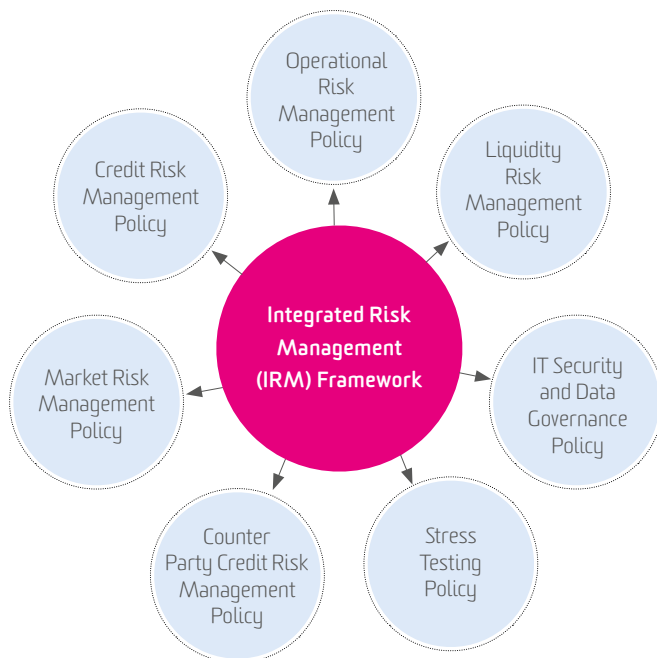 Operational
Risk
Management
Policy
Liquidity
Risk
Management
Policy
IT Security
and Data
Governance
Policy
Stress
Testing
Policy
Counter
Party Credit Risk
Management
Policy
Market Risk
Management
Policy
Credit Risk
Management
Policy
Integrated Risk
Management
(IRM) Framework